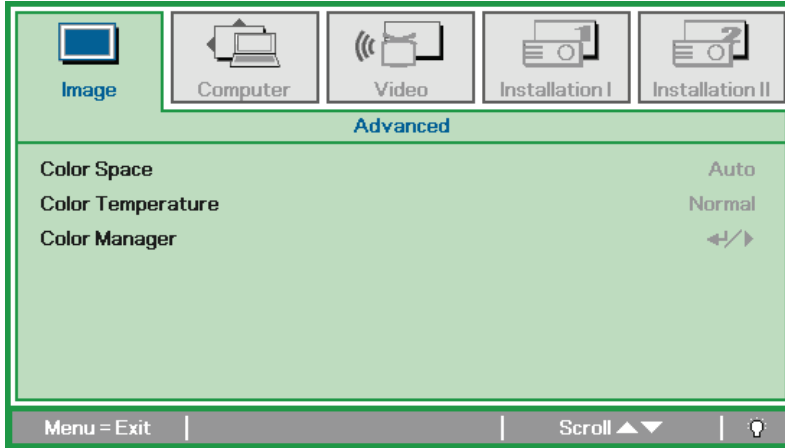 Image Computer Video Installation I Installation II
Advanced
Color Space Auto
Color Temperature Normal
Color Manager ↵/▶
Menu = Exit Scroll ▲▼